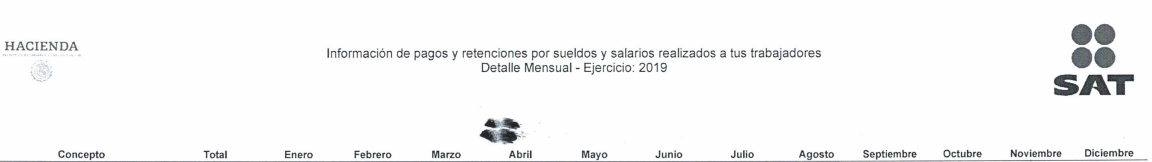 HACIENDA
Información de pagos y retenciones por sueldos y salarios realizados a tus trabajadores
Detalle Mensual - Ejercicio: 2019
SAT
Concepto Total Enero Febrero Marzo Abril Mayo Junio Julio Agosto Septiembre Octubre Noviembre Diciembre